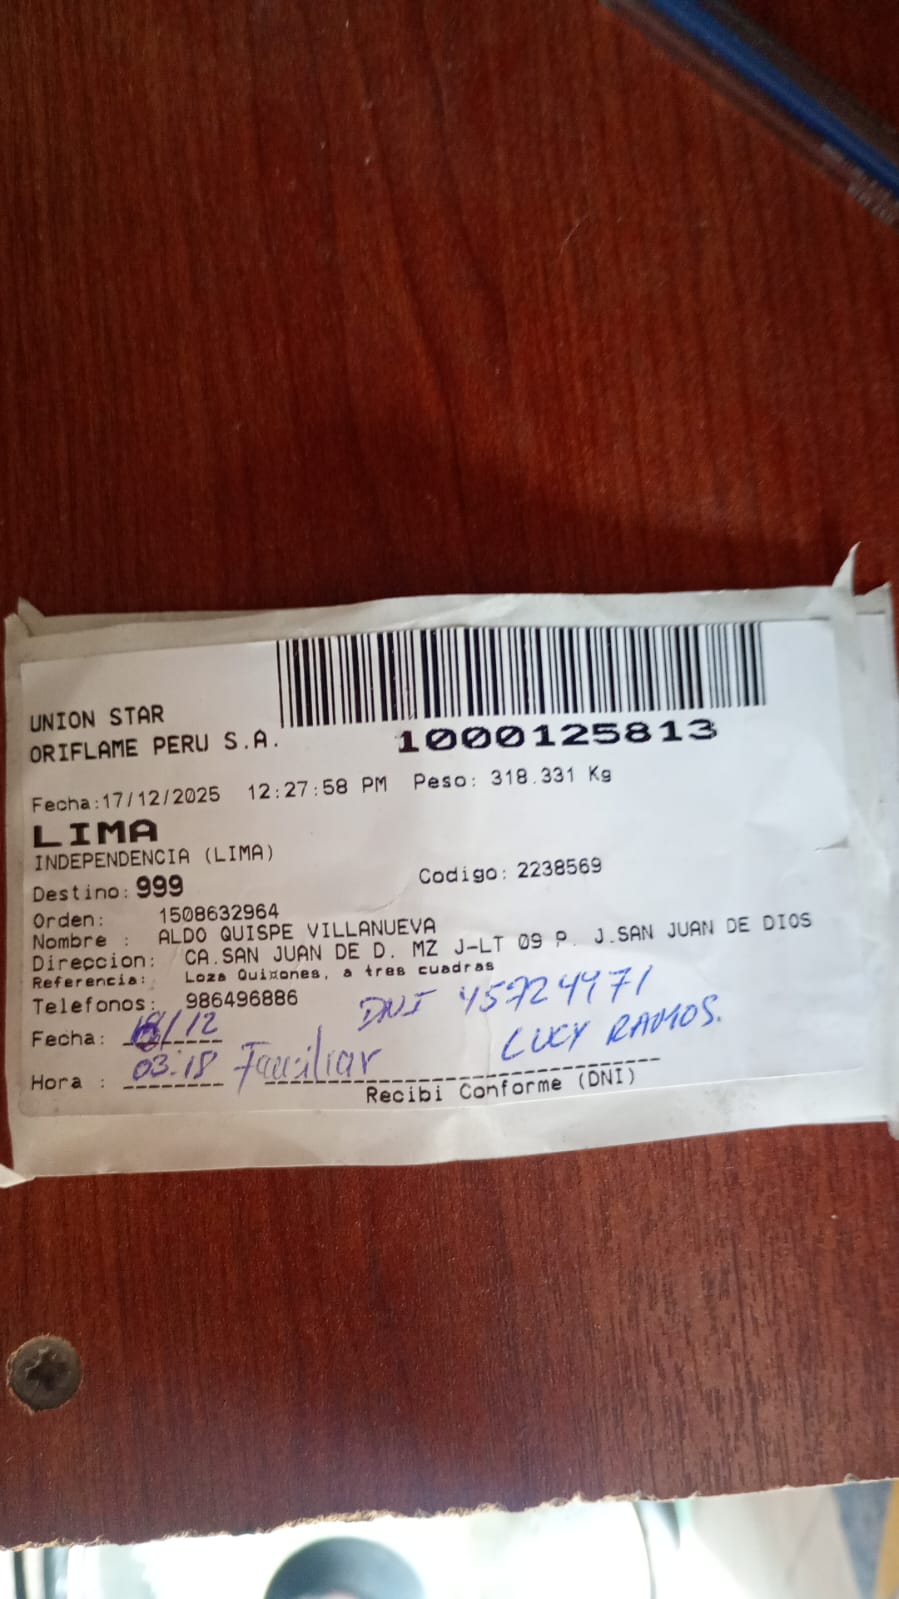 UNION STAR
ORIFLAME PERU S.A.
1000125813
Fecha:17/12/2025 12:27:58 PM Peso: 318.331 Kg
LIMA
INDEPENDENCIA (LIMA)
Destino: 999 Codigo: 2238569
Orden: 1508632964
Nombre : ALDO QUISPE VILLANUEVA
Direccion: CA.SAN JUAN DE D. MZ J-LT 09 P. J.SAN JUAN DE DIOS
Referencia: Loza Quixones, a tres cuadras
Telefonos: 986496886 DNI 45724971
Fecha: 18/12 LUCY RAMOS.
Hora : 03:18 Familiar
Recibi Conforme (DNI)